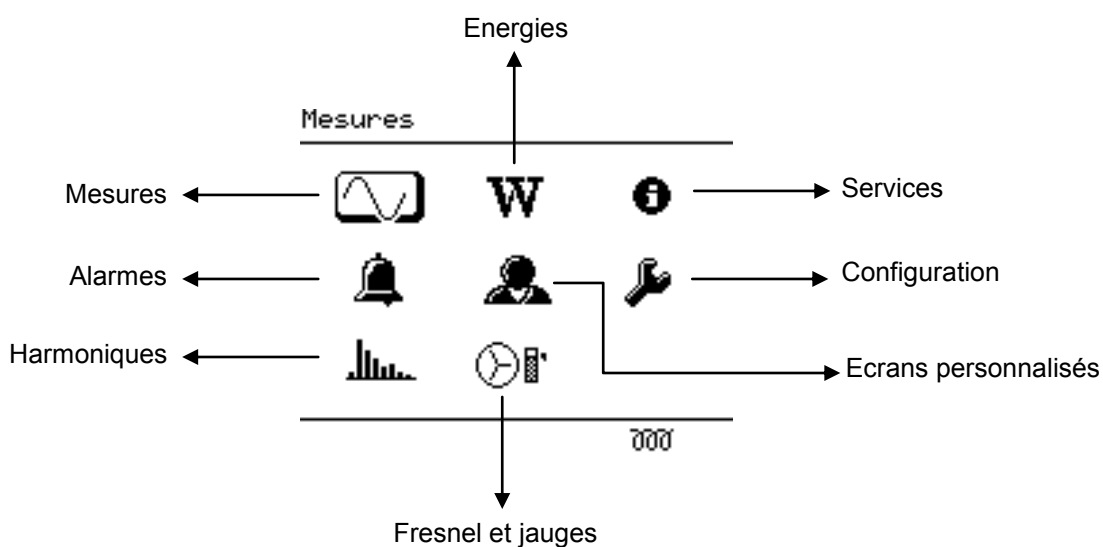 Energies
Mesures
Mesures
W
Services
Alarmes
Configuration
Harmoniques
Ecrans personnalisés
Fresnel et jauges